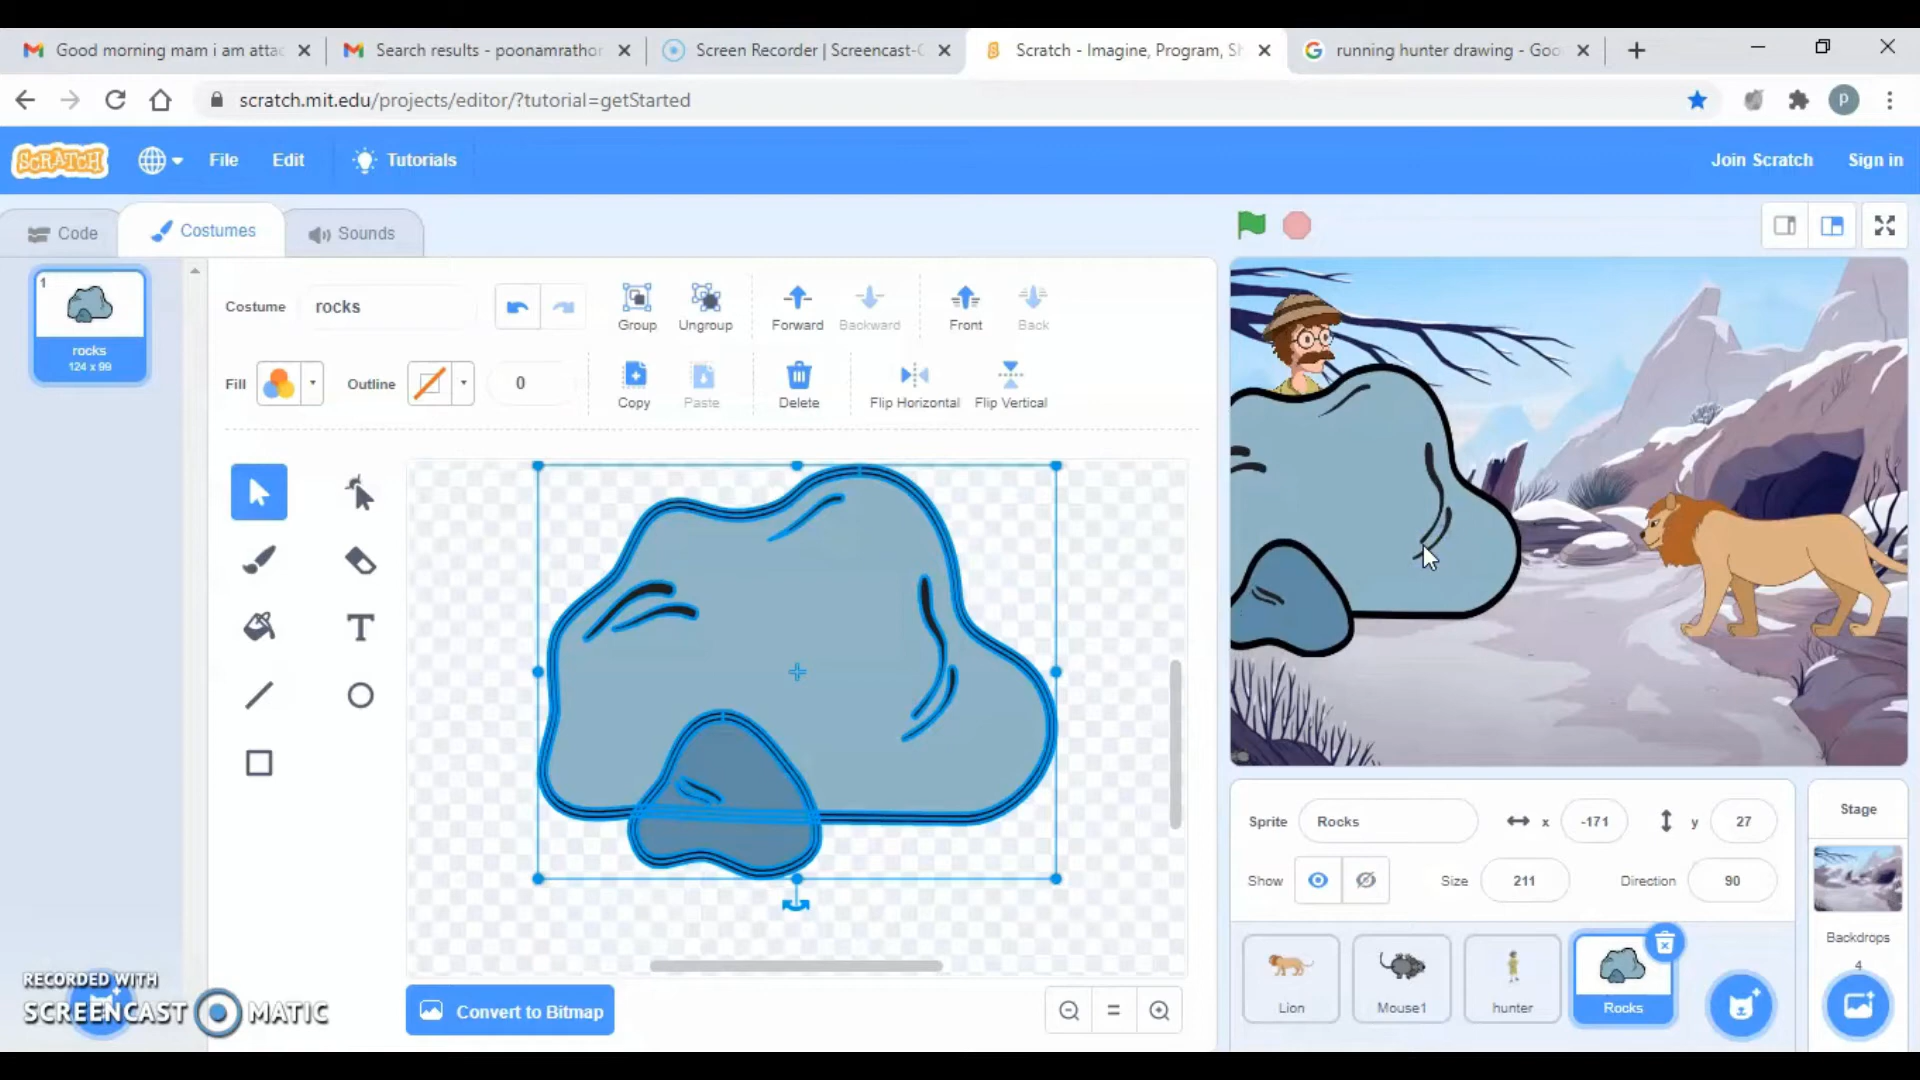 Good morning mam i am attac
Search results - poonamrathor
Screen Recorder | Screencast-O
Scratch - Imagine, Program, Sh
running hunter drawing - Goo
scratch.mit.edu/projects/editor/?tutorial=getStarted
P
SCRATCH
File
Edit
Tutorials
Join Scratch
Sign in
Code
Costumes
Sounds
1
rocks
124 x 99
Costume
rocks
Group
Ungroup
Forward
Backward
Front
Back
Fill
Outline
0
Copy
Paste
Delete
Flip Horizontal
Flip Vertical
T
Convert to Bitmap
Sprite
Rocks
x
-171
y
27
Show
Size
211
Direction
90
Lion
Mouse1
hunter
Rocks
Stage
Backdrops
4
RECORDED WITH
SCREENCAST MATIC